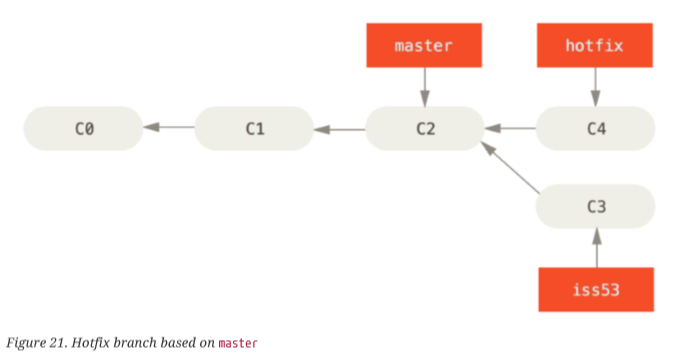 master hotfix
C0 C1 C2 C4
C3
iss53
Figure 21. Hotfix branch based on master